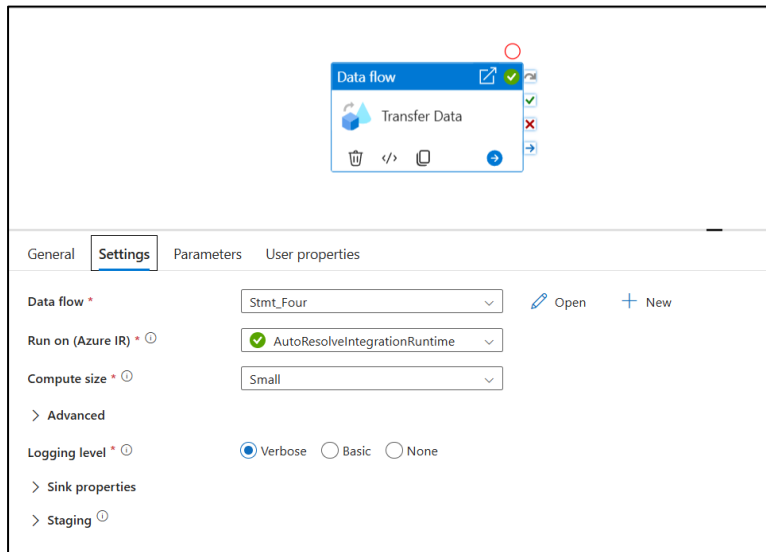 Data flow
Transfer Data
General Settings Parameters User properties
Data flow * Stmt_Four Open New
Run on (Azure IR) * AutoResolveIntegrationRuntime
Compute size * Small
Advanced
Logging level * Verbose Basic None
Sink properties
Staging